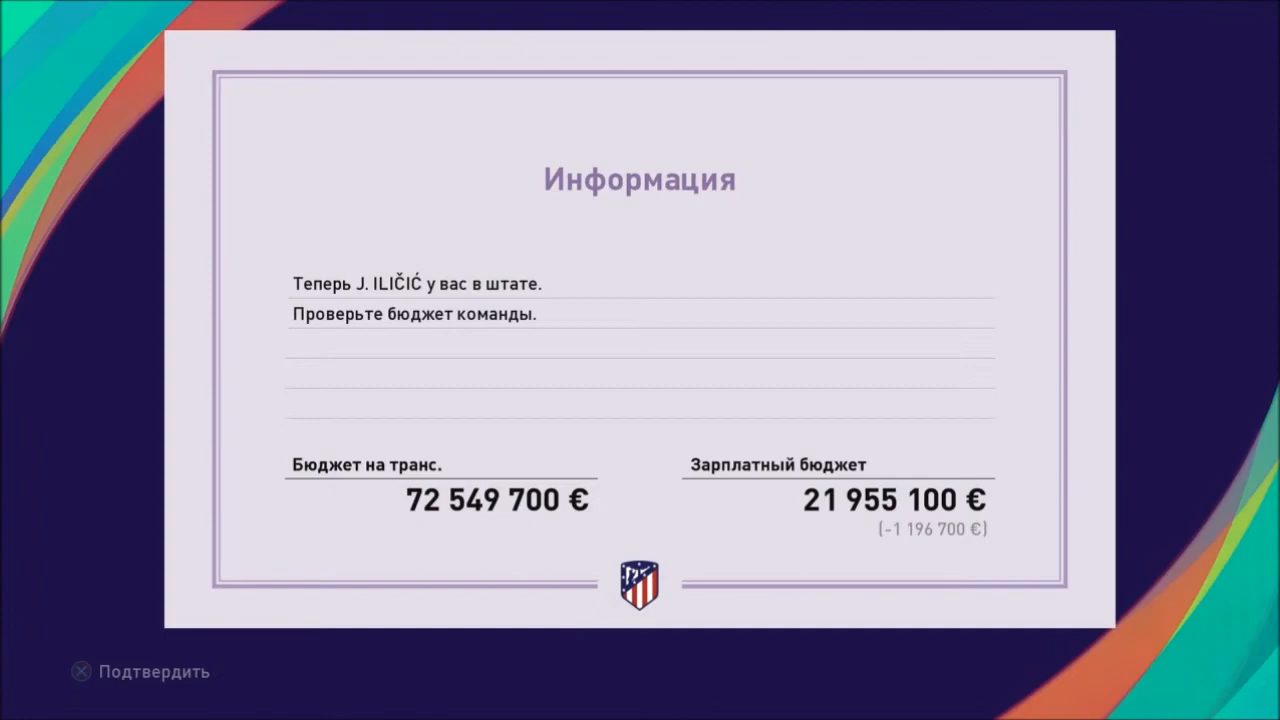 Информация
Теперь J. ILIČIĆ у вас в штате.
Проверьте бюджет команды.
Бюджет на транс.
72 549 700 €
Зарплатный бюджет
21 955 100 €
(-1 196 700 €)
Подтвердить